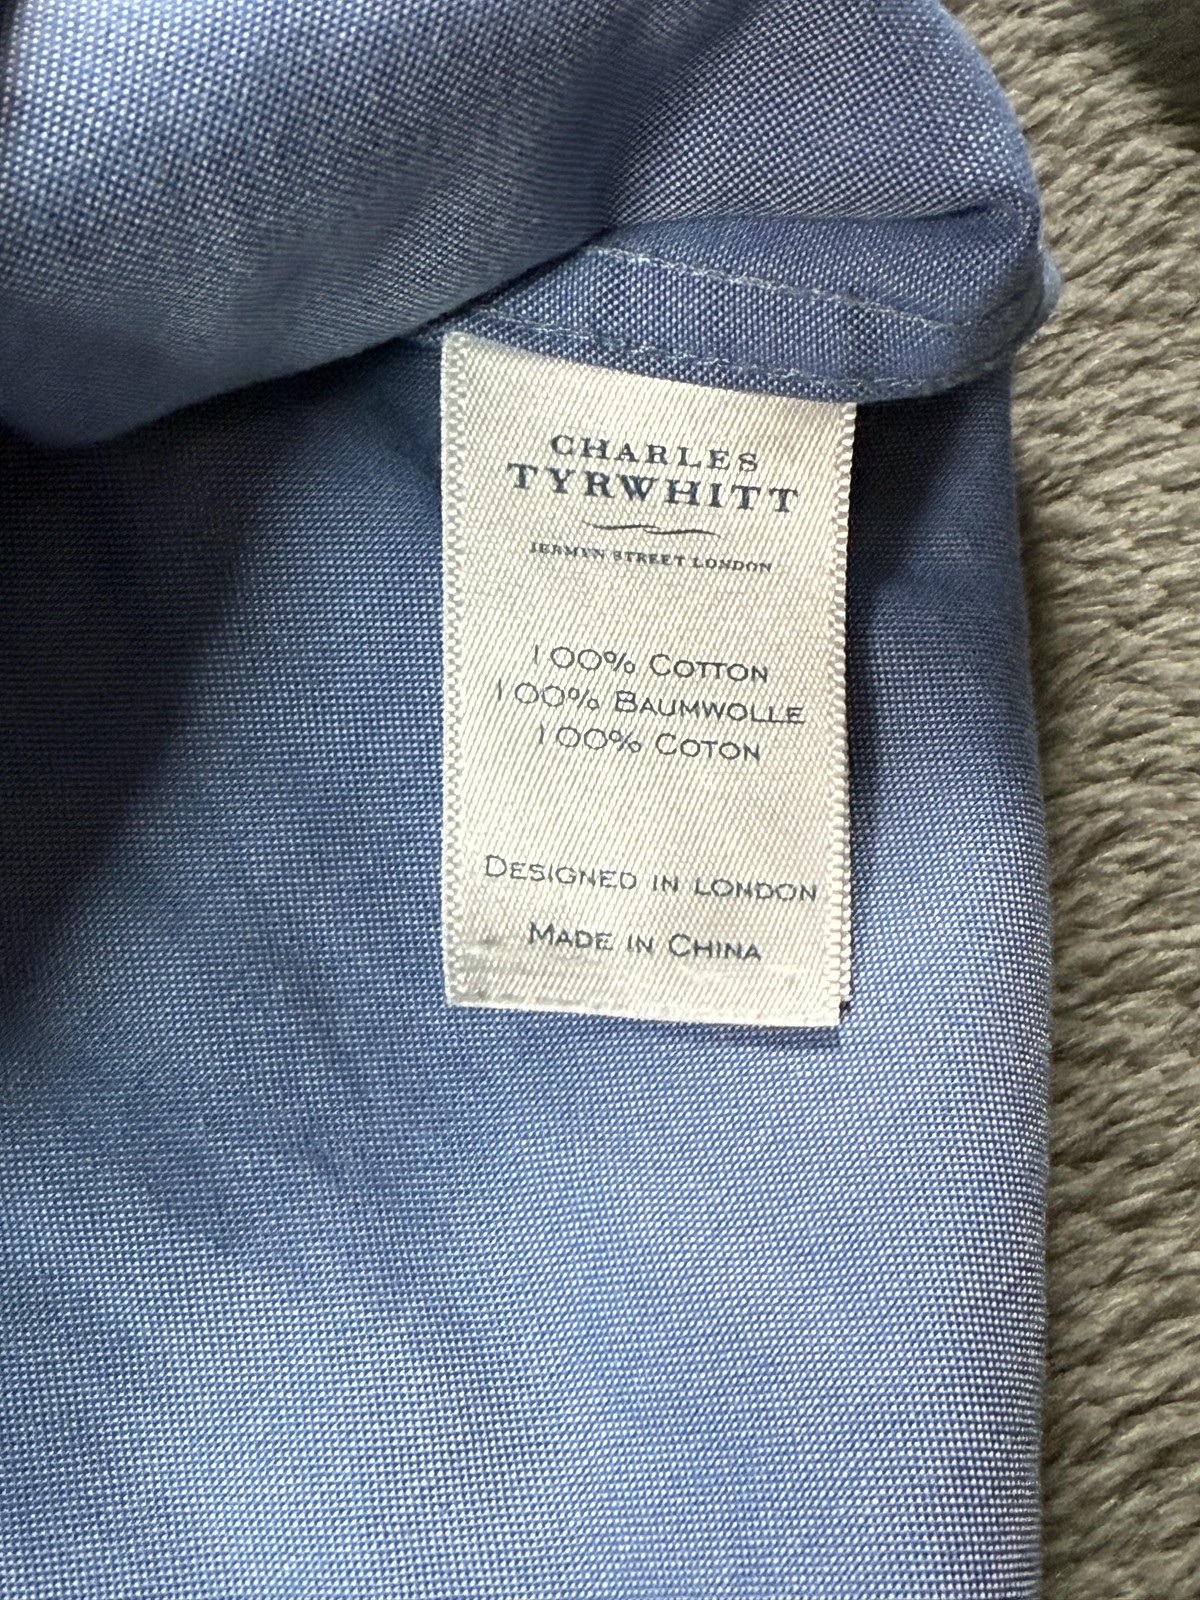 CHARLES
TYRWHITT
JERMYN STREET LONDON
100% COTTON
100% BAUMWOLLE
100% COTON
DESIGNED IN LONDON
MADE IN CHINA